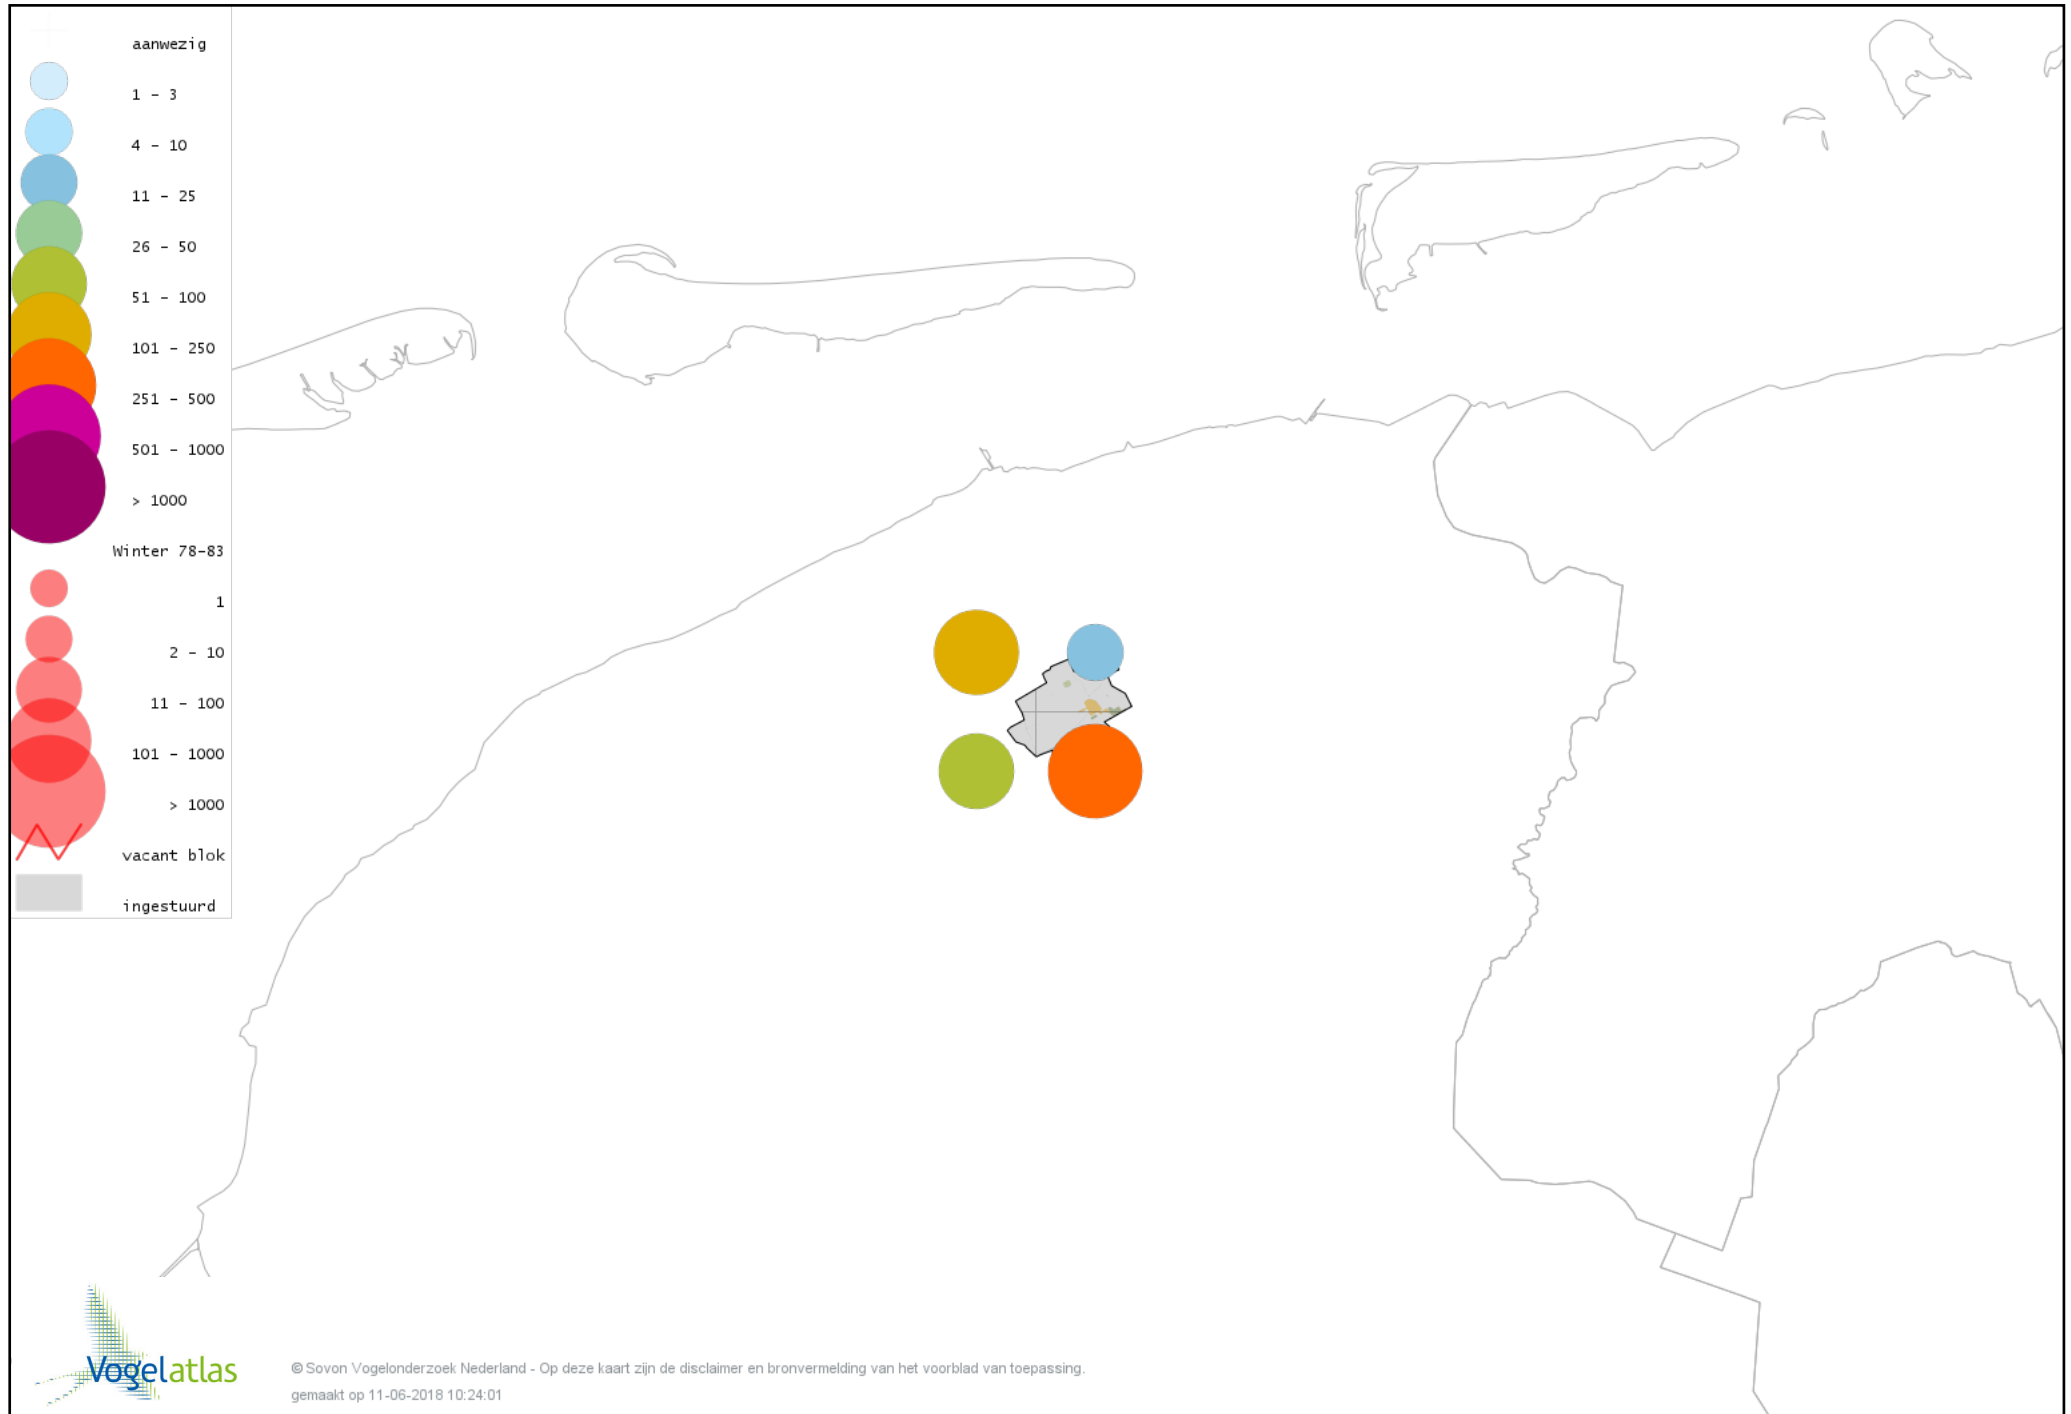 aanwezig
1 - 3
4 - 10
11 - 25
26 - 50
51 - 100
101 - 250
251 - 500
501 - 1000
> 1000
Winter 78-83
1
2 - 10
11 - 100
101 - 1000
> 1000
vacant blok
ingestuurd
Vogelatlas
© Sovon Vogelonderzoek Nederland - Op deze kaart zijn de disclaimer en bronvermelding van het voorblad van toepassing.
gemaakt op 11-06-2018 10:24:01